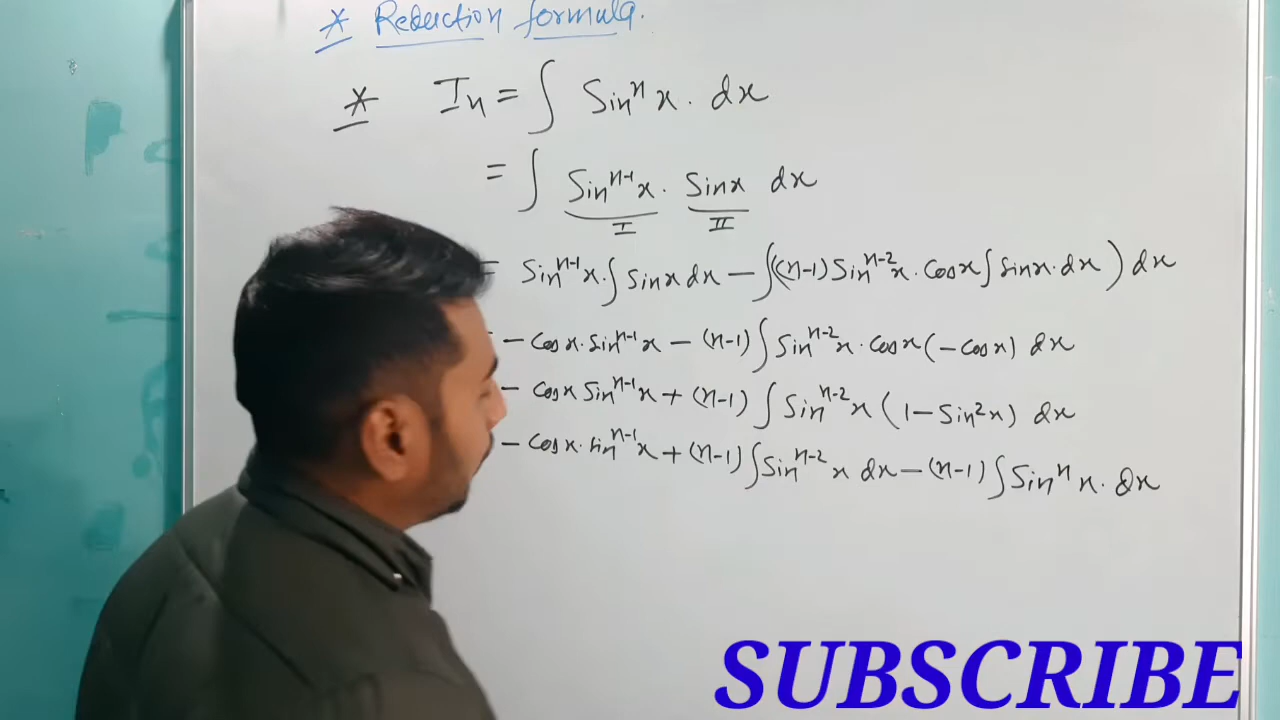 * Reduction formula.
* Iₙ = ∫ Sinⁿx. dx
= ∫ Sinⁿ⁻¹x. Sinx dx
I II
= Sinⁿ⁻¹x.∫ Sinx dx – ∫((n-1) Sinⁿ⁻²x. Cosx ∫ Sinx. dx) dx
= – Cosx. Sinⁿ⁻¹x – (n-1) ∫ Sinⁿ⁻²x. Cosx (– Cosx) dx
– Cosx Sinⁿ⁻¹x + (n-1) ∫ Sinⁿ⁻²x (1 – Sin²x) dx
– Cosx. Sinⁿ⁻¹x + (n-1) ∫ Sinⁿ⁻²x dx – (n-1) ∫ Sinⁿx. dx
SUBSCRIBE